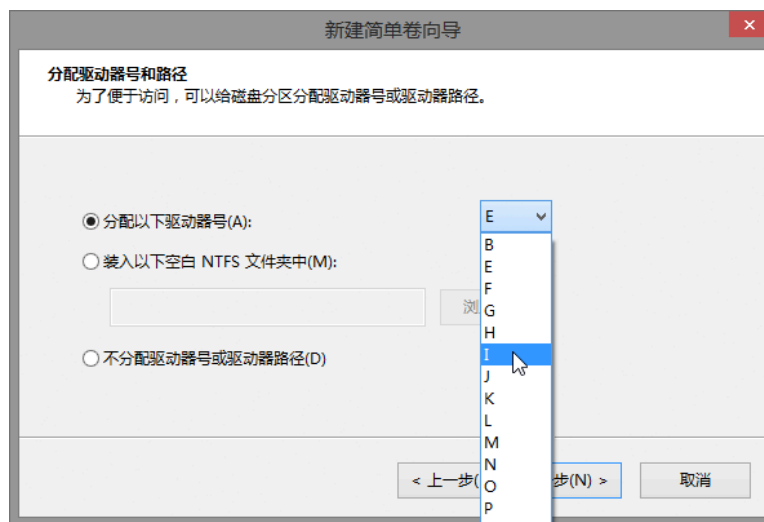 新建简单卷向导
分配驱动器号和路径
为了便于访问，可以给磁盘分区分配驱动器号或驱动器路径。
分配以下驱动器号(A):
E
装入以下空白 NTFS 文件夹中(M):
浏
不分配驱动器号或驱动器路径(D)
B
E
F
G
H
I
J
K
L
M
N
O
P
< 上一步(
步(N) >
取消